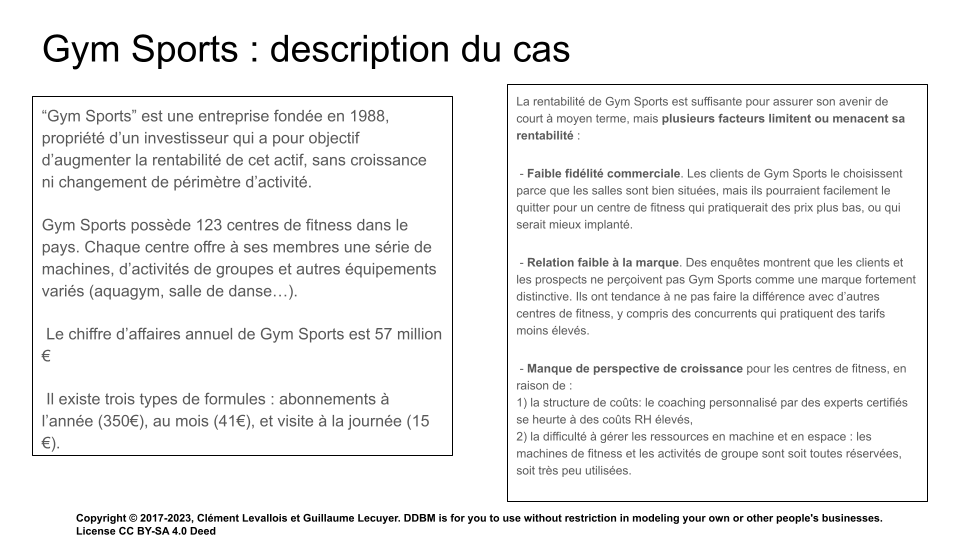 Gym Sports : description du cas
“Gym Sports” est une entreprise fondée en 1988,
propriété d’un investisseur qui a pour objectif
d’augmenter la rentabilité de cet actif, sans croissance
ni changement de périmètre d’activité.
Gym Sports possède 123 centres de fitness dans le
pays. Chaque centre offre à ses membres une série de
machines, d’activités de groupes et autres équipements
variés (aquagym, salle de danse…).
Le chiffre d’affaires annuel de Gym Sports est 57 million
€
Il existe trois types de formules : abonnements à
l’année (350€), au mois (41€), et visite à la journée (15
€).
La rentabilité de Gym Sports est suffisante pour assurer son avenir de
court à moyen terme, mais plusieurs facteurs limitent ou menacent sa
rentabilité :
- Faible fidélité commerciale. Les clients de Gym Sports le choisissent
parce que les salles sont bien situées, mais ils pourraient facilement le
quitter pour un centre de fitness qui pratiquerait des prix plus bas, ou qui
serait mieux implanté.
- Relation faible à la marque. Des enquêtes montrent que les clients et
les prospects ne perçoivent pas Gym Sports comme une marque fortement
distinctive. Ils ont tendance à ne pas faire la différence avec d’autres
centres de fitness, y compris des concurrents qui pratiquent des tarifs
moins élevés.
- Manque de perspective de croissance pour les centres de fitness, en
raison de :
1) la structure de coûts: le coaching personnalisé par des experts certifiés
se heurte à des coûts RH élevés,
2) la difficulté à gérer les ressources en machine et en espace : les
machines de fitness et les activités de groupe sont soit toutes réservées,
soit très peu utilisées.
Copyright © 2017-2023, Clément Levallois et Guillaume Lecuyer. DDBM is for you to use without restriction in modeling your own or other people's businesses.
License CC BY-SA 4.0 Deed